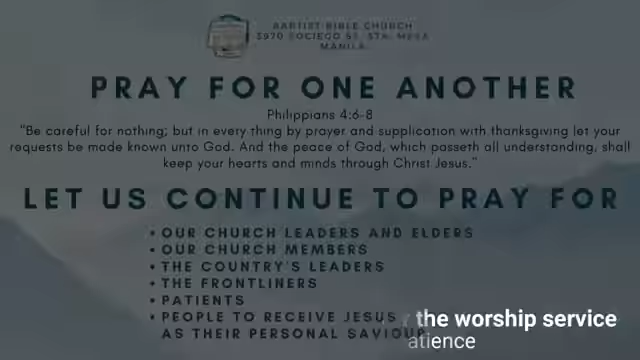 BAPTIST BIBLE CHURCH
3970 SOCIEGO ST. STA. MESA
MANILA
PRAY FOR ONE ANOTHER
Philippians 4:6-8
"Be careful for nothing; but in every thing by prayer and supplication with thanksgiving let your
requests be made known unto God. And the peace of God, which passeth all understanding, shall
keep your hearts and minds through Christ Jesus."
LET US CONTINUE TO PRAY FOR
• OUR CHURCH LEADERS AND ELDERS
• OUR CHURCH MEMBERS
• THE COUNTRY'S LEADERS
• THE FRONTLINERS
• PATIENTS
• PEOPLE TO RECEIVE JESUS
AS THEIR PERSONAL SAVIOUR
the worship service
atience